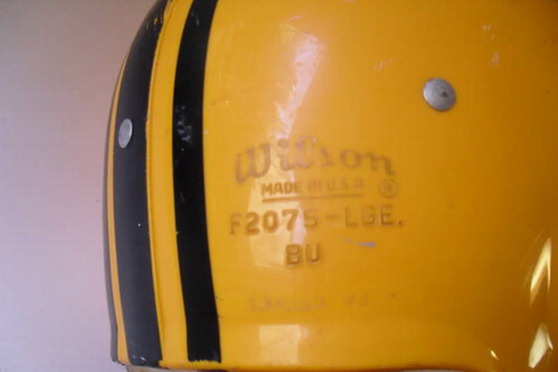 Wilson
MADE IN U.S.A ®
F2075-LGE.
BU